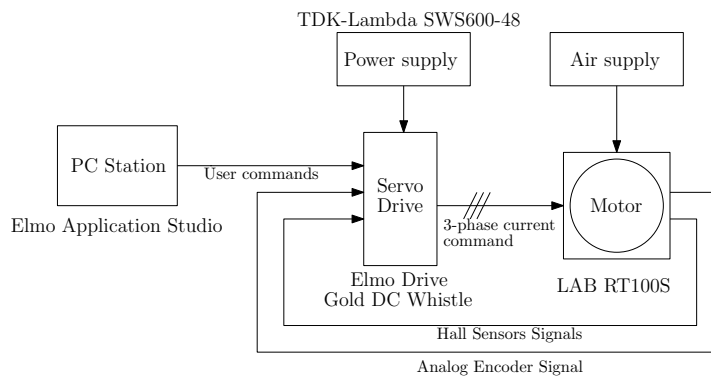 TDK-Lambda SWS600-48
Power supply
Air supply
PC Station
User commands
Elmo Application Studio
Servo
Drive
3-phase current
command
Motor
Elmo Drive
Gold DC Whistle
LAB RT100S
Hall Sensors Signals
Analog Encoder Signal